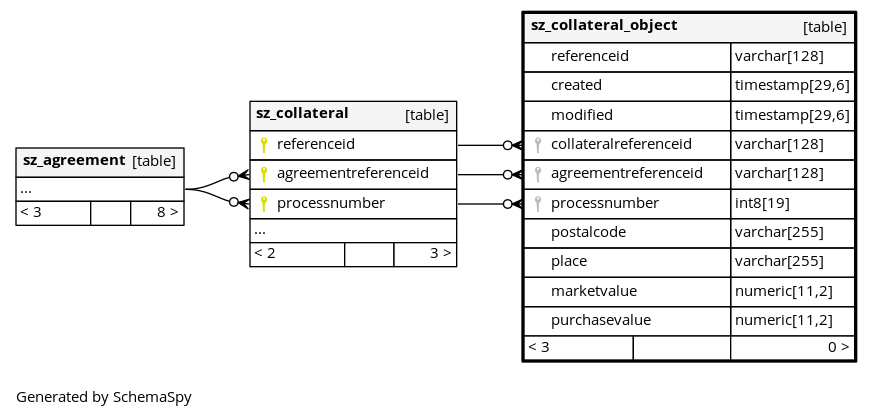 sz_agreement [table]
...
< 3 8 >
sz_collateral [table]
referenceid
agreementreferenceid
processnumber
...
< 2 3 >
sz_collateral_object [table]
referenceid varchar[128]
created timestamp[29,6]
modified timestamp[29,6]
collateralreferenceid varchar[128]
agreementreferenceid varchar[128]
processnumber int8[19]
postalcode varchar[255]
place varchar[255]
marketvalue numeric[11,2]
purchasevalue numeric[11,2]
< 3 0 >
Generated by SchemaSpy